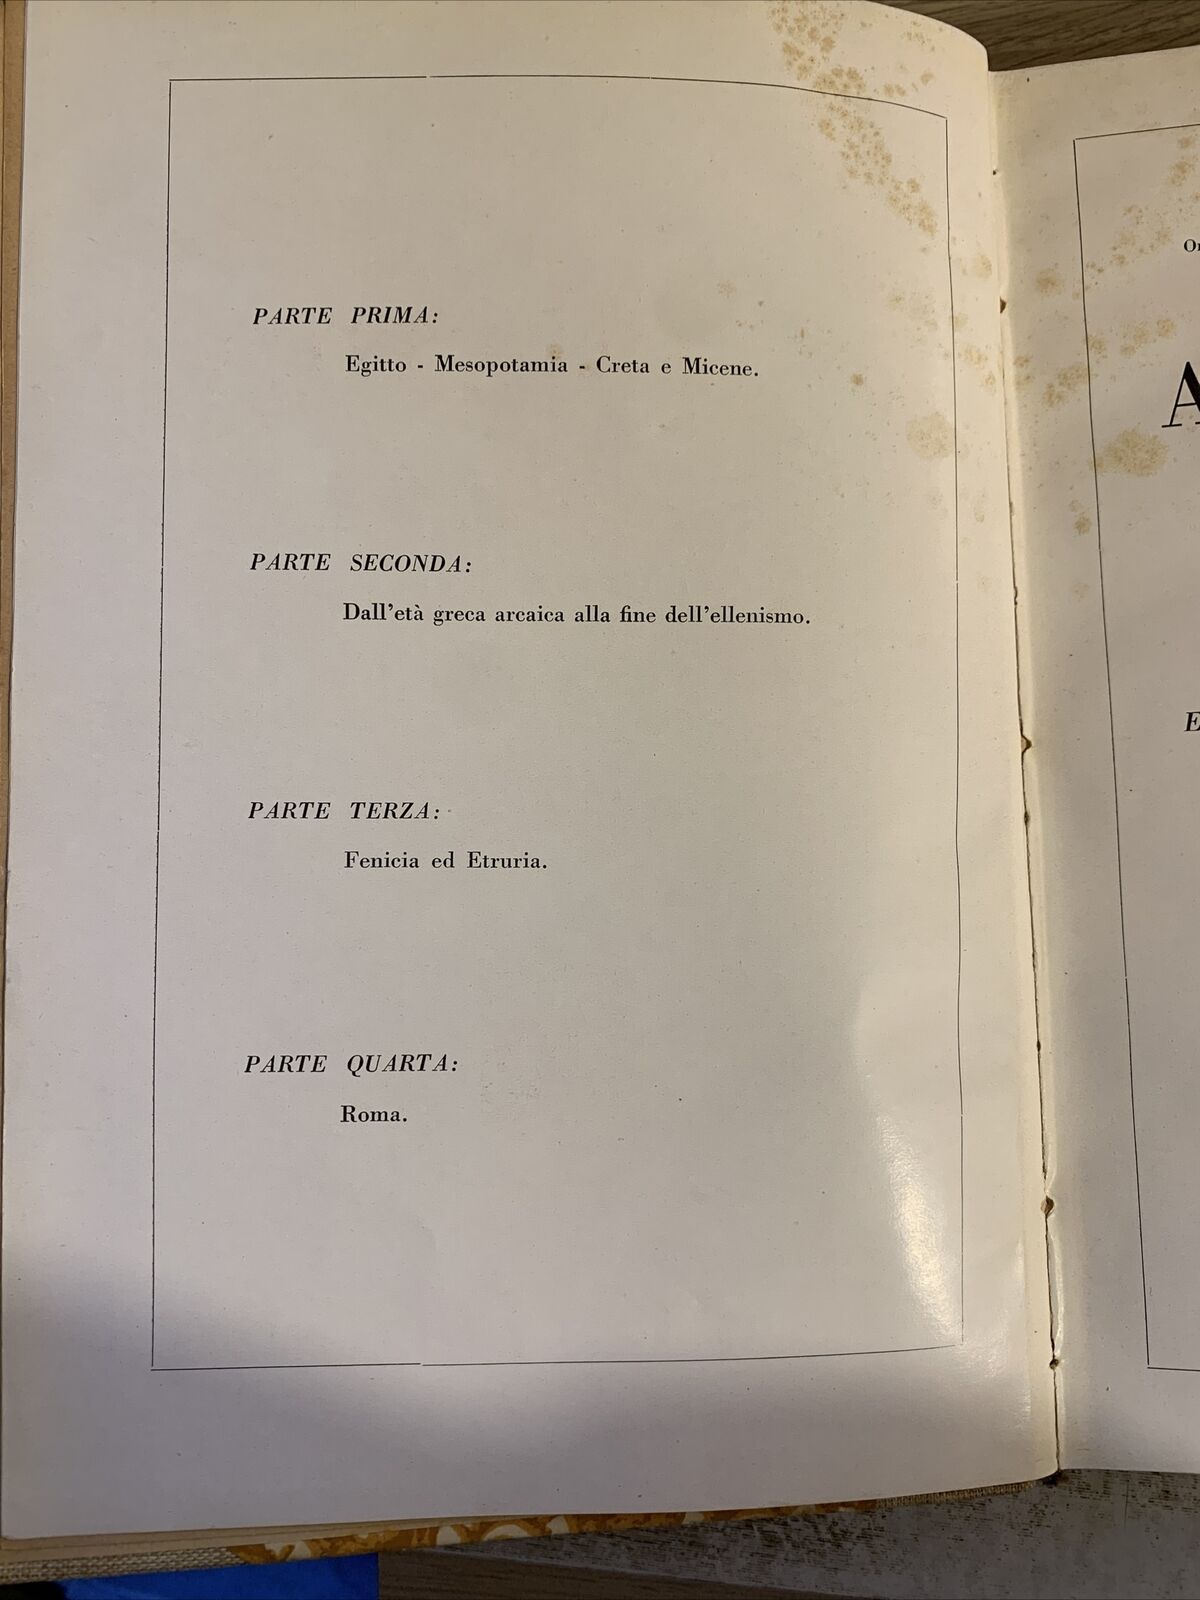 PARTE PRIMA:
Egitto - Mesopotamia - Creta e Micene.
PARTE SECONDA:
Dall'età greca arcaica alla fine dell'ellenismo.
PARTE TERZA:
Fenicia ed Etruria.
PARTE QUARTA:
Roma.